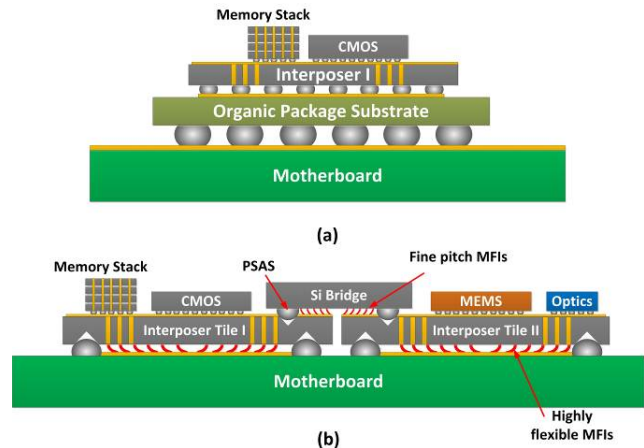 Memory Stack
CMOS
Interposer I
Organic Package Substrate
Motherboard
(a)
Memory Stack
PSAS
Fine pitch MFIs
CMOS
Si Bridge
MEMS
Optics
Interposer Tile I
Interposer Tile II
Motherboard
Highly
flexible MFIs
(b)